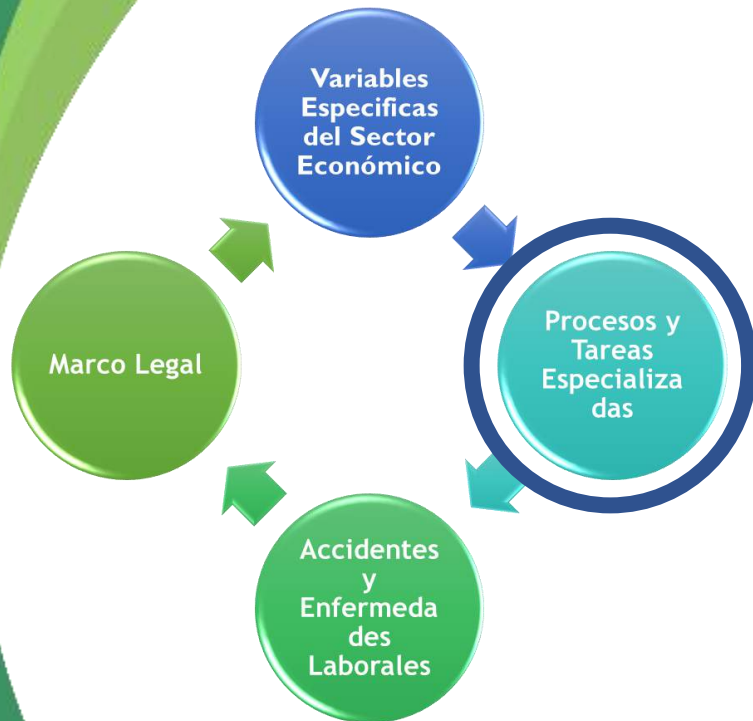 Variables
Especificas
del Sector
Económico
Procesos y
Tareas
Especializa
das
Accidentes
y
Enfermeda
des
Laborales
Marco Legal